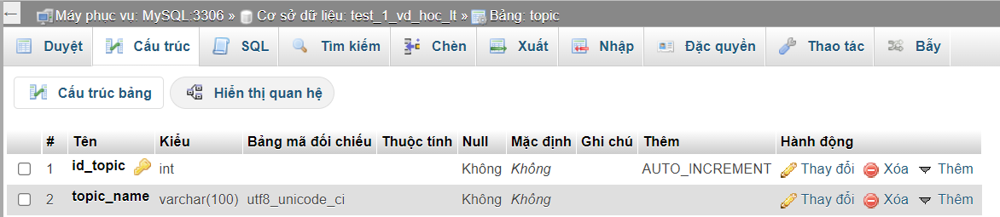 Máy phục vụ: MySQL:3306 » Cơ sở dữ liệu: test_1_vd_hoc_lt » Bảng: topic
Duyệt Cấu trúc SQL Tìm kiếm Chèn Xuất Nhập Đặc quyền Thao tác Bẫy
Cấu trúc bảng Hiển thị quan hệ
# Tên Kiểu Bảng mã đối chiếu Thuộc tính Null Mặc định Ghi chú Thêm Hành động
1 id_topic int Không Không AUTO_INCREMENT Thay đổi Xóa Thêm
2 topic_name varchar(100) utf8_unicode_ci Không Không Thay đổi Xóa Thêm